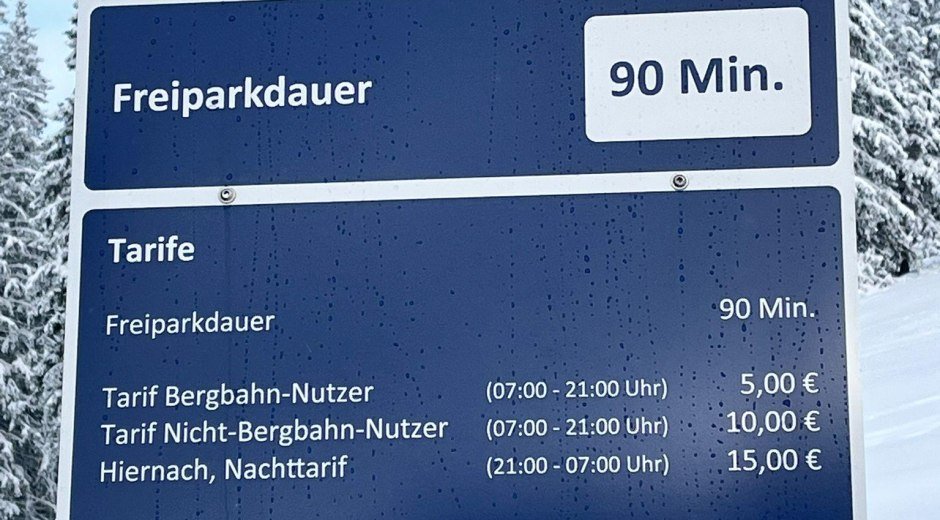 Freiparkdauer 90 Min.
Tarife
Freiparkdauer 90 Min.
Tarif Bergbahn-Nutzer (07:00 - 21:00 Uhr) 5,00 €
Tarif Nicht-Bergbahn-Nutzer (07:00 - 21:00 Uhr) 10,00 €
Hiernach, Nachttarif (21:00 - 07:00 Uhr) 15,00 €